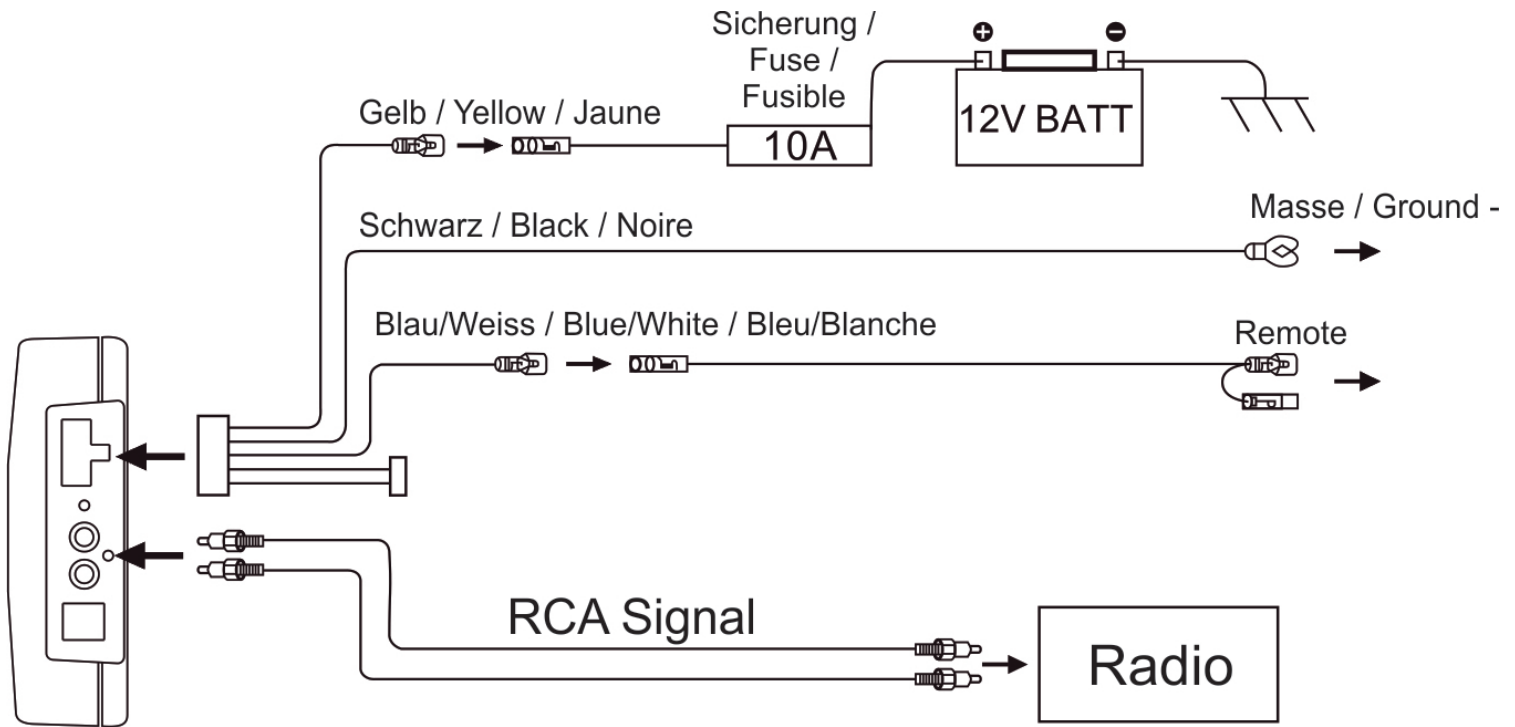 Sicherung /
Fuse /
Fusible
10A
+ -
12V BATT
Gelb / Yellow / Jaune
Schwarz / Black / Noire
Masse / Ground -
Blau/Weiss / Blue/White / Bleu/Blanche
Remote
RCA Signal
Radio